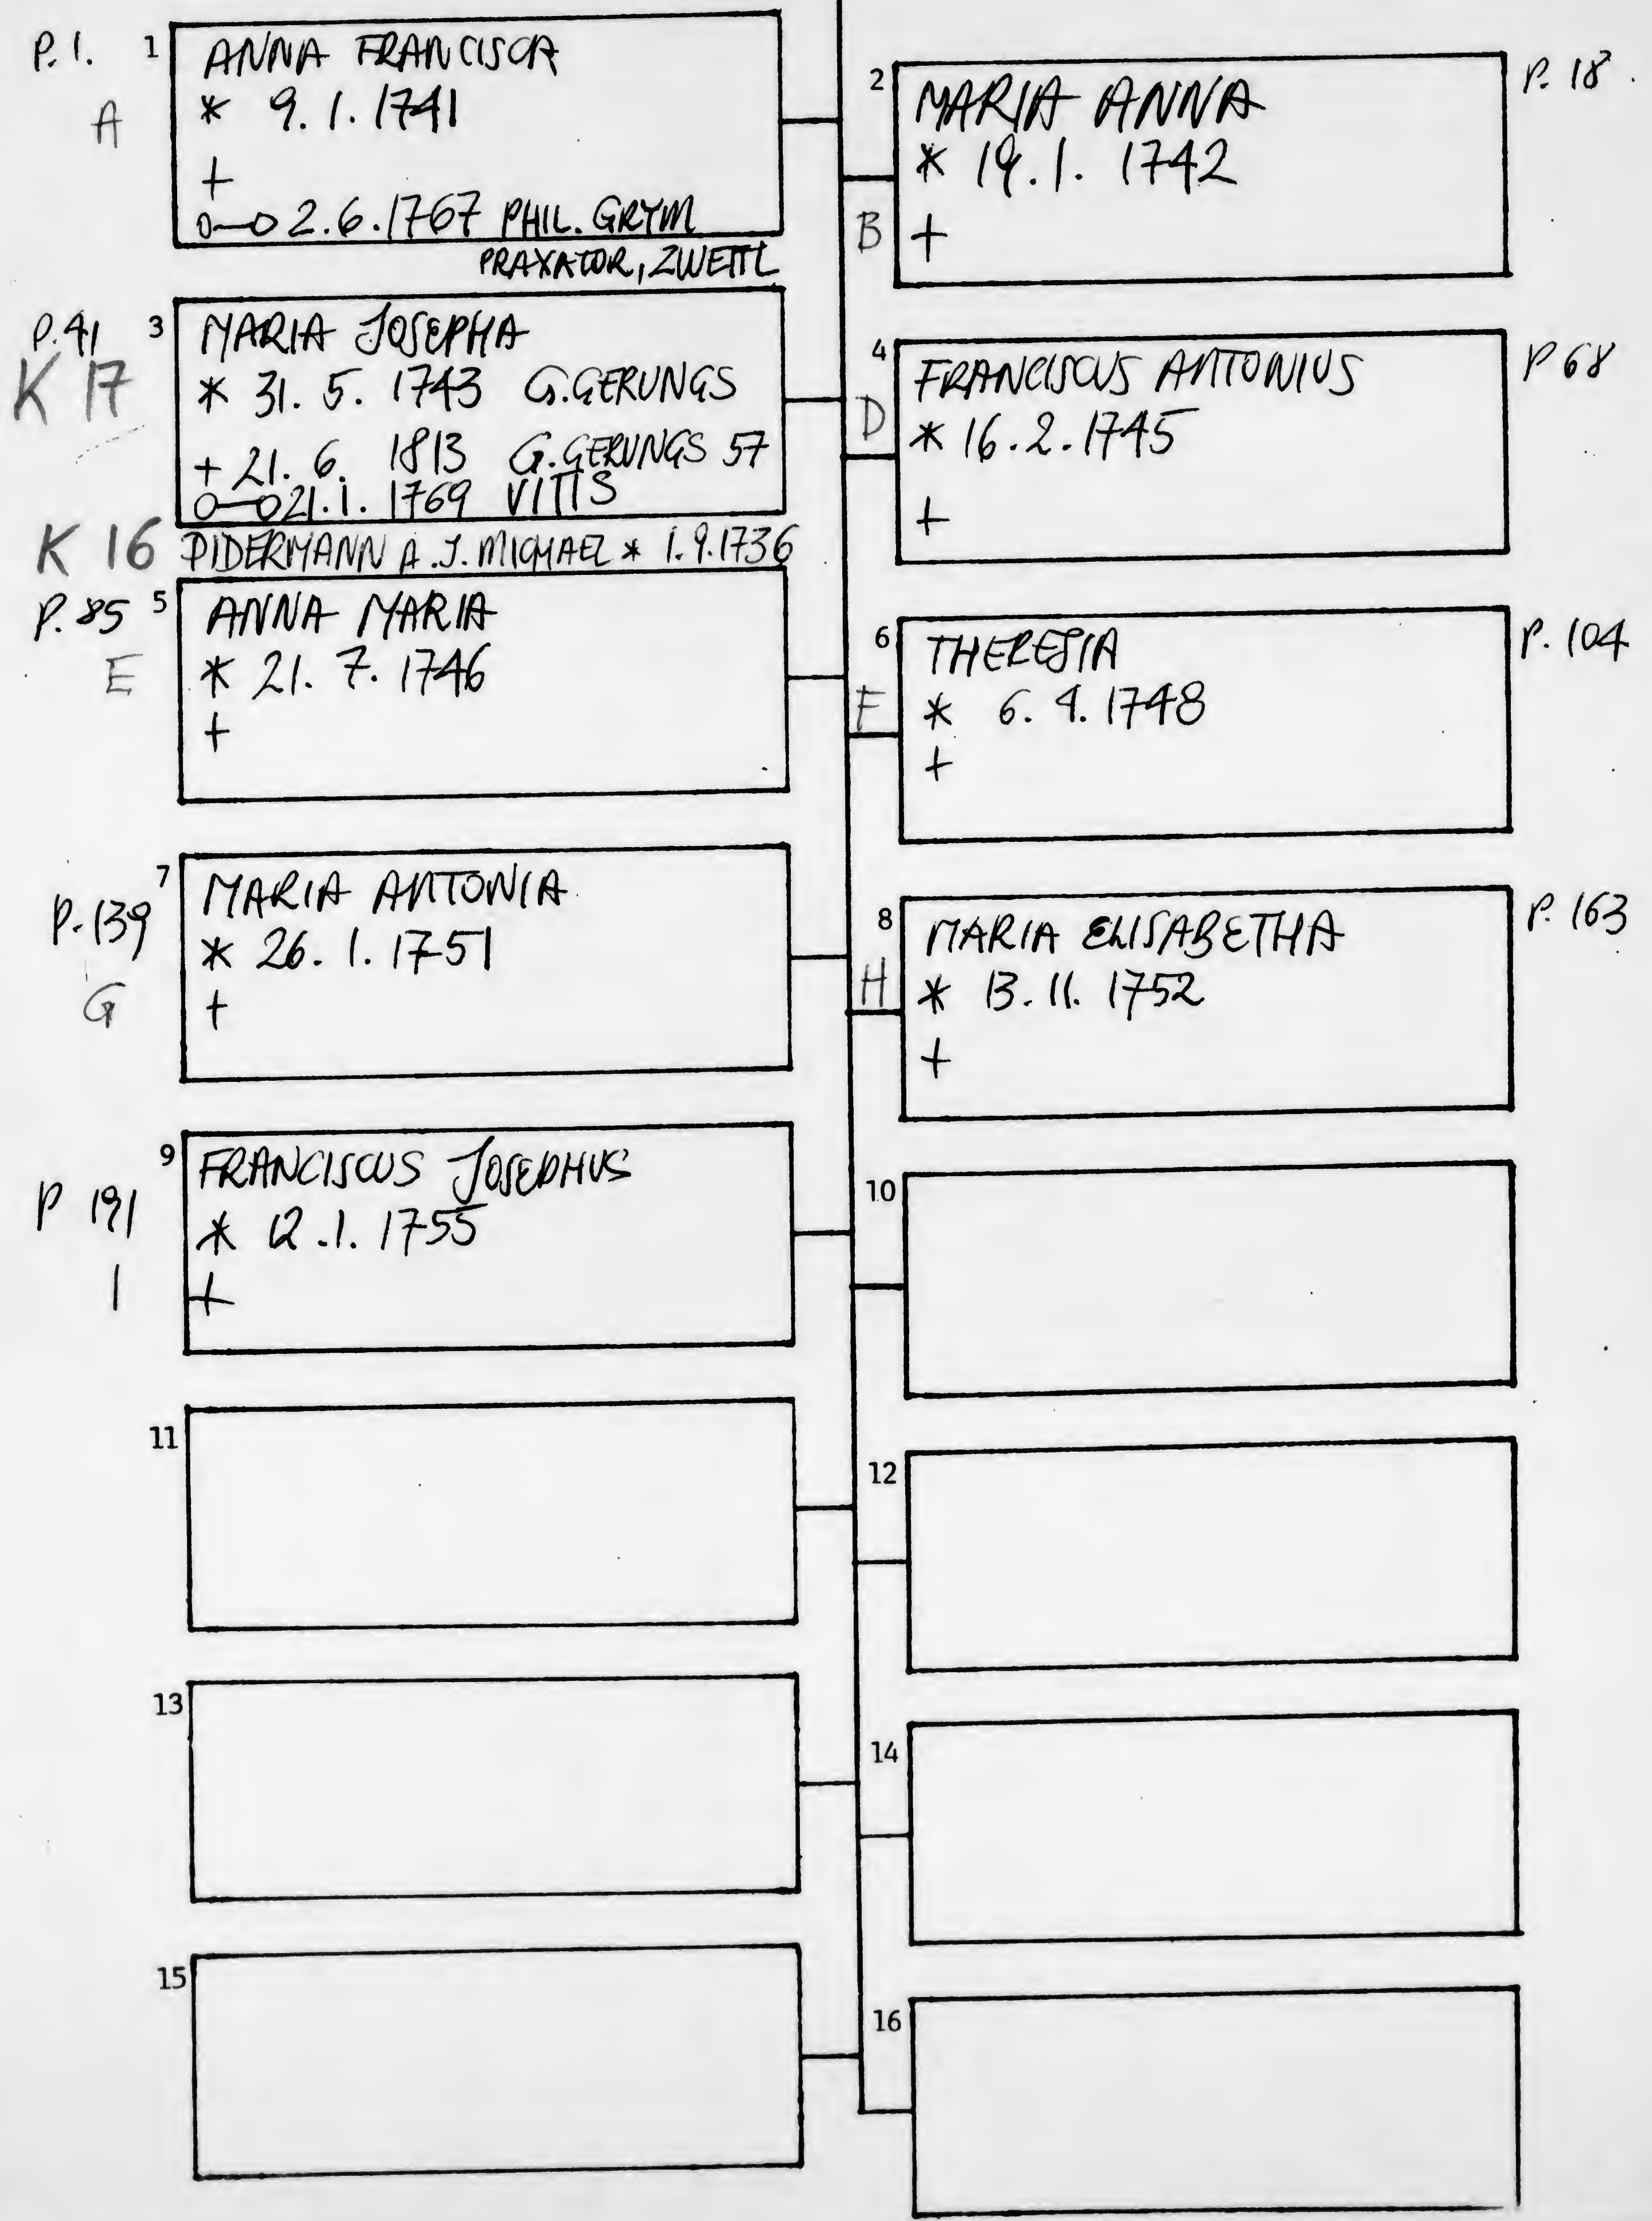 P. 1.
1
A
ANNA FRANCISCA
* 9. 1. 1741
+
o—o 2.6.1767 PHIL. GRYM
PRAXATOR, ZWETTL
2
P. 18
B
MARIA ANNA
* 19. 1. 1742
+
P. 41
3
K 17
MARIA JOSEPHA
* 31. 5. 1743 G.GERUNGS
+ 21. 6. 1813 G.GERUNGS 57
o—o 21.1. 1769 VITIS
K 16 PIDERMANN A.J. MICHAEL * 1.9.1736
4
P 68
D
FRANCISCUS ANTONIUS
* 16.2.1745
+
P. 85
5
E
ANNA MARIA
* 21. 7. 1746
+
6
P. 104
F
THERESIA
* 6. 4. 1748
+
7
P. 139
G
MARIA ANTONIA
* 26. 1. 1751
+
8
P. 163
H
MARIA ELISABETHA
* 13. 11. 1752
+
9
P 191
I
FRANCISCUS JOSEPHUS
* 12.1. 1755
+
10
11
12
13
14
15
16